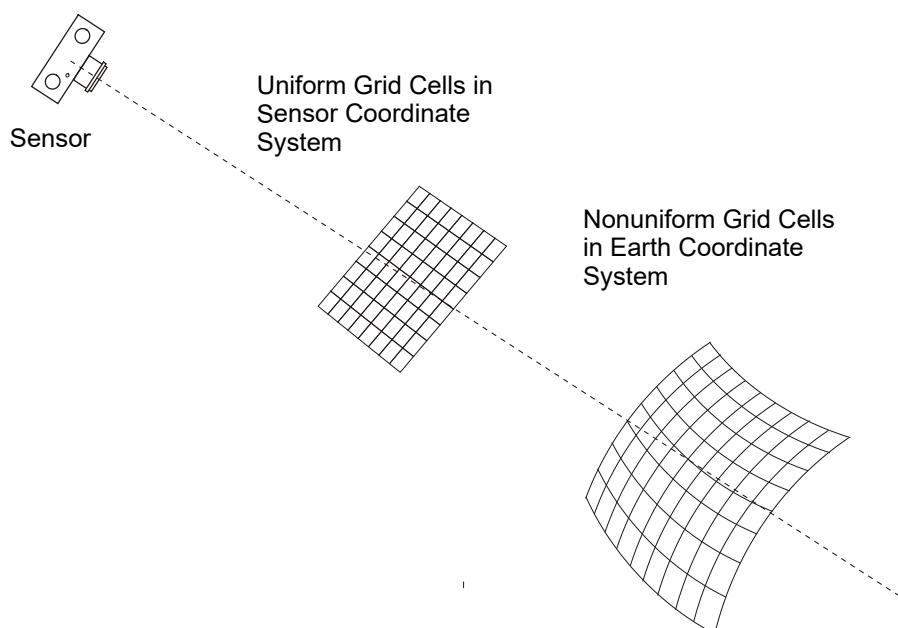 Sensor
Uniform Grid Cells in
Sensor Coordinate
System
Nonuniform Grid Cells
in Earth Coordinate
System